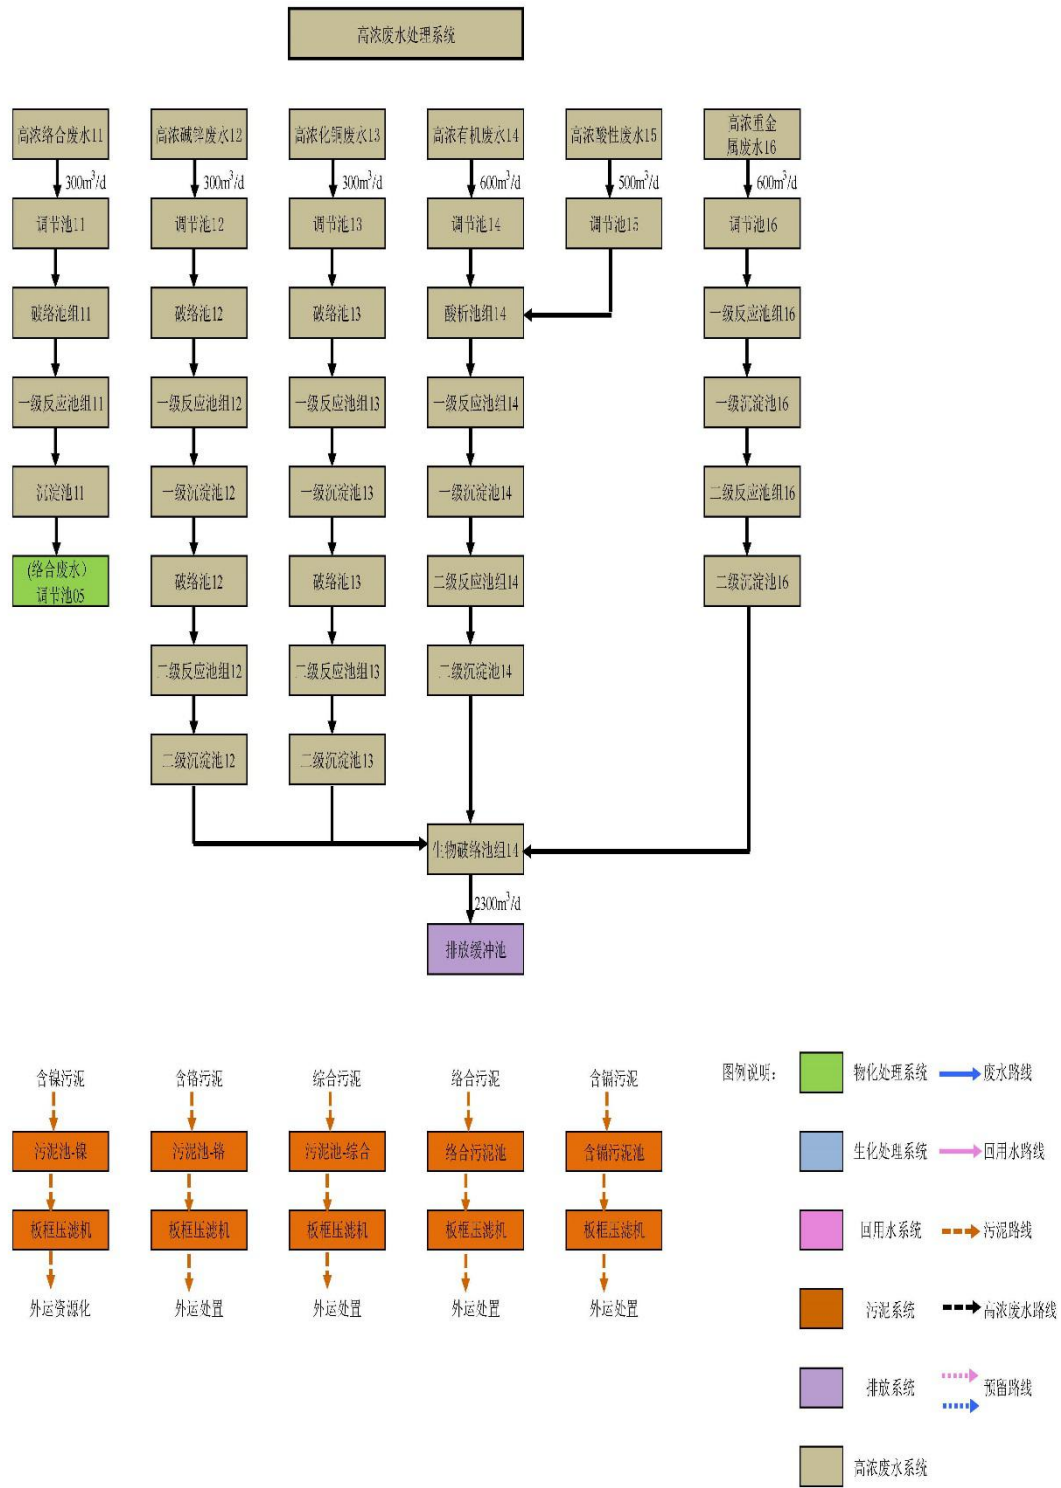 高浓废水处理系统
高浓络合废水11
高浓碱锌废水12
高浓化铜废水13
高浓有机废水14
高浓酸性废水15
高浓重金
属废水16
300m³/d
300m³/d
300m³/d
600m³/d
500m³/d
600m³/d
调节池11
调节池12
调节池13
调节池14
调节池15
调节池16
破络池组11
破络池12
破络池13
酸析池组14
一级反应池组16
一级反应池组11
一级反应池组12
一级反应池组13
一级反应池组14
一级沉淀池16
沉淀池11
一级沉淀池12
一级沉淀池13
一级沉淀池14
二级反应池组16
(络合废水)
调节池05
破络池12
破络池13
二级反应池组14
二级沉淀池16
二级反应池组12
二级反应池组13
二级沉淀池14
二级沉淀池12
二级沉淀池13
生物破络池组14
2300m³/d
排放缓冲池
含镍污泥
含铬污泥
综合污泥
络合污泥
含镉污泥
污泥池-镍
污泥池-铬
污泥池-综合
络合污泥池
含镉污泥池
板框压滤机
板框压滤机
板框压滤机
板框压滤机
板框压滤机
外运资源化
外运处置
外运处置
外运处置
外运处置
图例说明:
物化处理系统
废水路线
生化处理系统
回用水路线
回用水系统
污泥路线
污泥系统
高浓废水路线
排放系统
预留路线
高浓废水系统